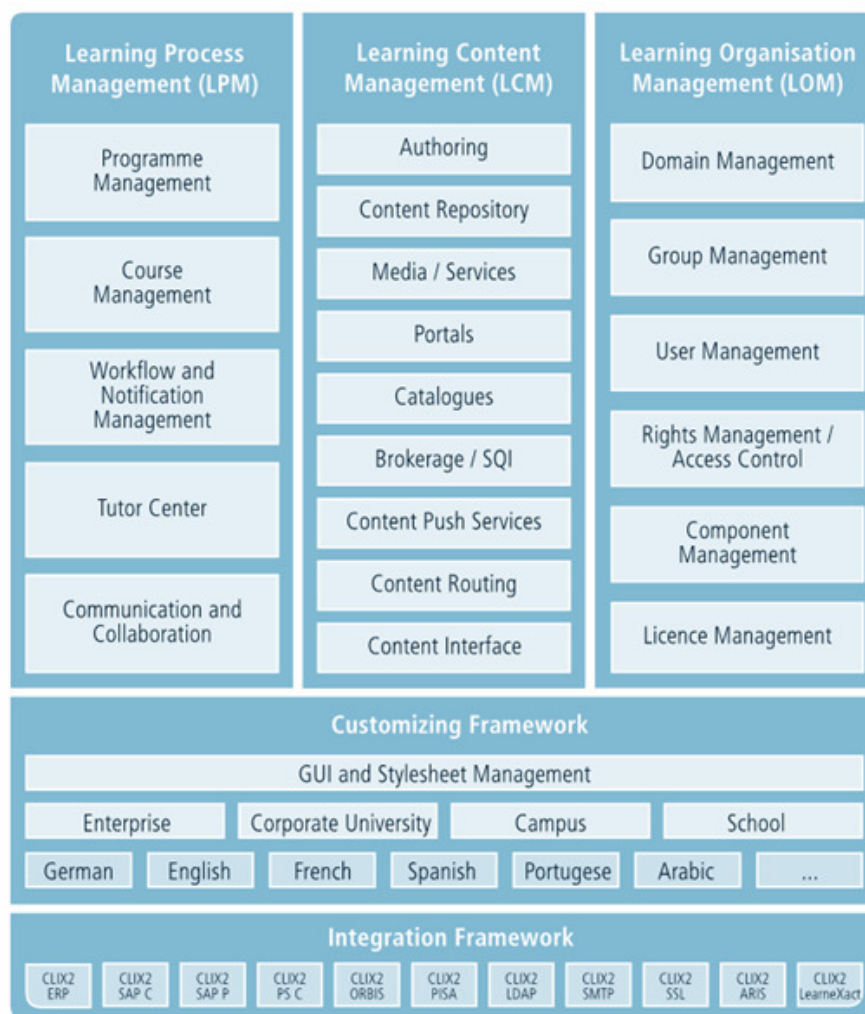 Learning Process
Management (LPM)
Programme
Management
Course
Management
Workflow and
Notification
Management
Tutor Center
Communication and
Collaboration
Learning Content
Management (LCM)
Authoring
Content Repository
Media / Services
Portals
Catalogues
Brokerage / SQI
Content Push Services
Content Routing
Content Interface
Learning Organisation
Management (LOM)
Domain Management
Group Management
User Management
Rights Management /
Access Control
Component
Management
Licence Management
Customizing Framework
GUI and Stylesheet Management
Enterprise
Corporate University
Campus
School
German
English
French
Spanish
Portugese
Arabic
...
Integration Framework
CLIX2
ERP
CLIX2
SAP C
CLIX2
SAP P
CLIX2
PS C
CLIX2
ORBIS
CLIX2
PISA
CLIX2
LDAP
CLIX2
SMTP
CLIX2
SSL
CLIX2
ARIS
CLIX2
LearneXact